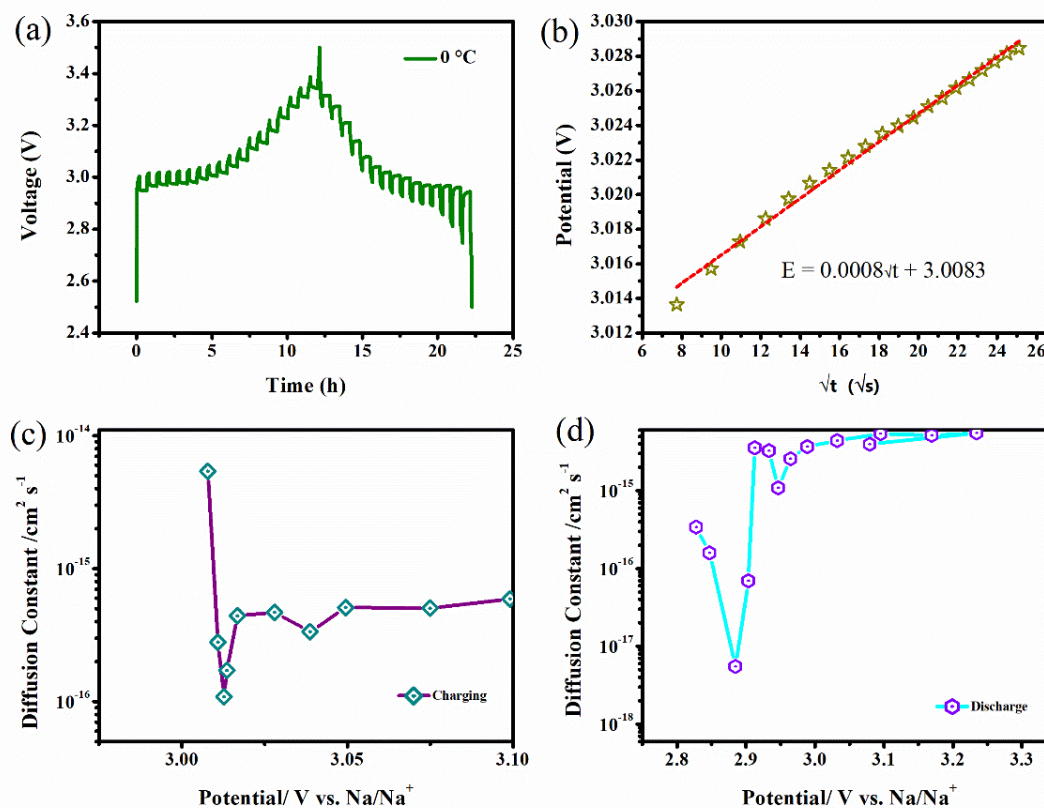 (a)
3.6
3.4
3.2
3.0
2.8
2.6
2.4
Voltage (V)
0 °C
0 5 10 15 20 25
Time (h)
(b)
3.030
3.028
3.026
3.024
3.022
3.020
3.018
3.016
3.014
3.012
Potential (V)
E = 0.0008√t + 3.0083
6 8 10 12 14 16 18 20 22 24 26
√t (√s)
(c)
10⁻¹⁴
10⁻¹⁵
10⁻¹⁶
Diffusion Constant /cm² s⁻¹
Charging
3.00 3.05 3.10
Potential/ V vs. Na/Na⁺
(d)
10⁻¹⁵
10⁻¹⁶
10⁻¹⁷
10⁻¹⁸
Diffusion Constant /cm² s⁻¹
Discharge
2.8 2.9 3.0 3.1 3.2 3.3
Potential/ V vs. Na/Na⁺